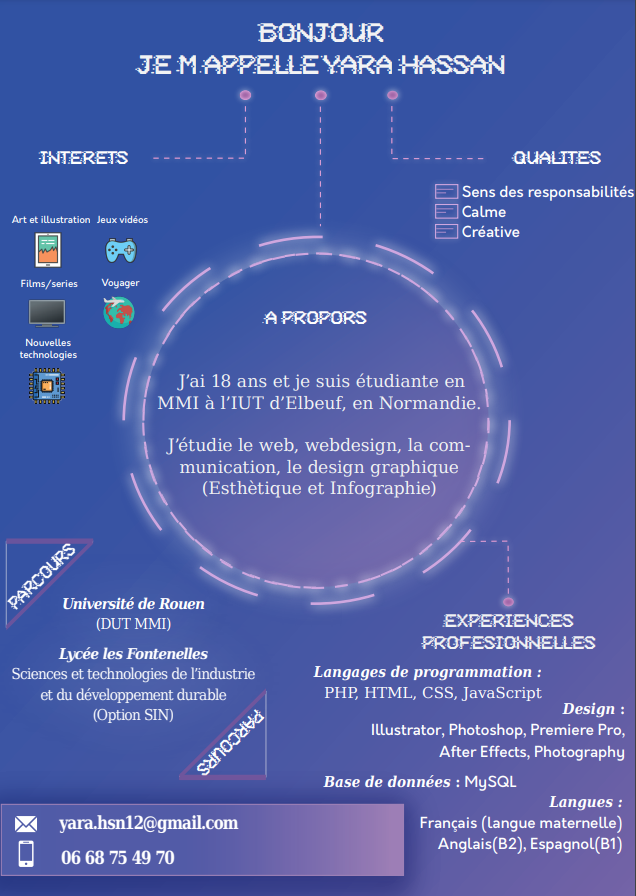 BONJOUR
JE M APPELLE YARA HASSAN
INTERETS
QUALITES
Sens des responsabilités
Calme
Créative
Art et illustration Jeux vidéos
Films/series Voyager
Nouvelles
technologies
A PROPORS
J’ai 18 ans et je suis étudiante en
MMI à l’IUT d’Elbeuf, en Normandie.
J’étudie le web, webdesign, la com-
munication, le design graphique
(Esthètique et Infographie)
PARCOURS
Université de Rouen
(DUT MMI)
Lycée les Fontenelles
Sciences et technologies de l’industrie
et du développement durable
(Option SIN)
PARCOURS
EXPERIENCES
PROFESIONNELLES
Langages de programmation :
PHP, HTML, CSS, JavaScript
Design :
Illustrator, Photoshop, Premiere Pro,
After Effects, Photography
Base de données : MySQL
Langues :
Français (langue maternelle)
Anglais(B2), Espagnol(B1)
yara.hsn12@gmail.com
06 68 75 49 70